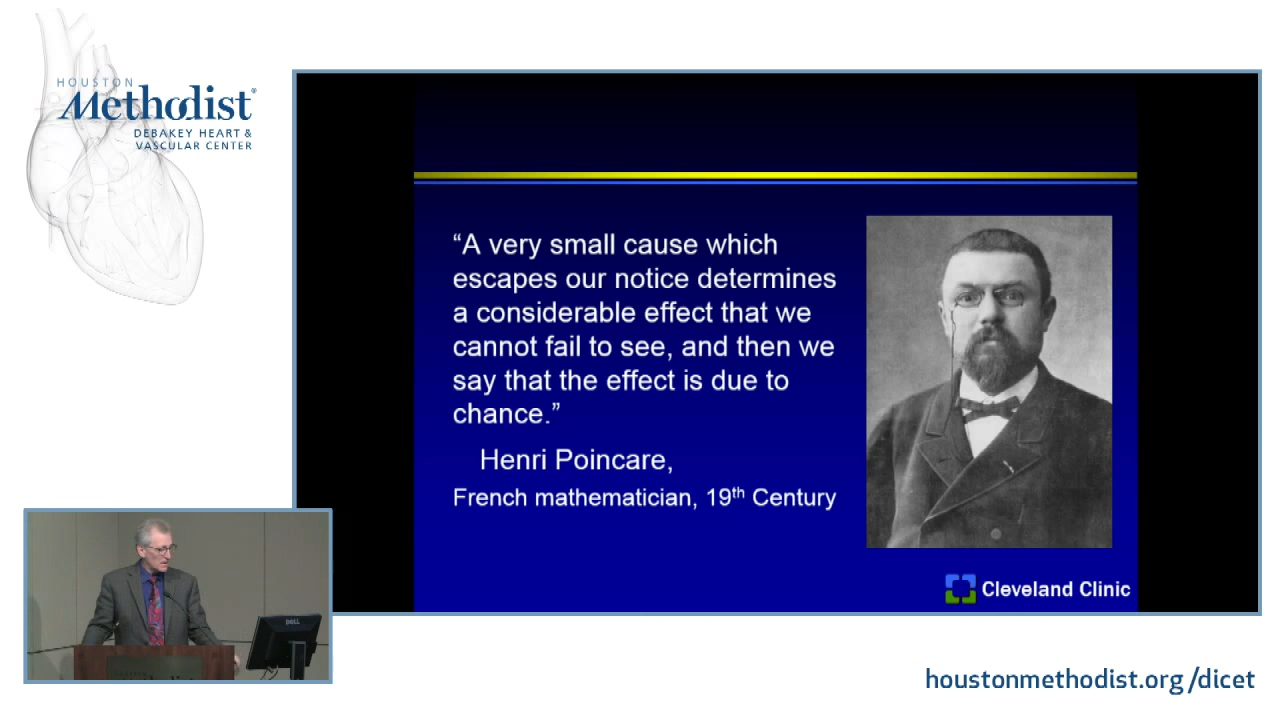 HOUSTON
Methodist®
DEBAKEY HEART &
VASCULAR CENTER
“A very small cause which
escapes our notice determines
a considerable effect that we
cannot fail to see, and then we
say that the effect is due to
chance.”
Henri Poincare,
French mathematician, 19th Century
Cleveland Clinic
DELL
houstonmethodist.org/dicet